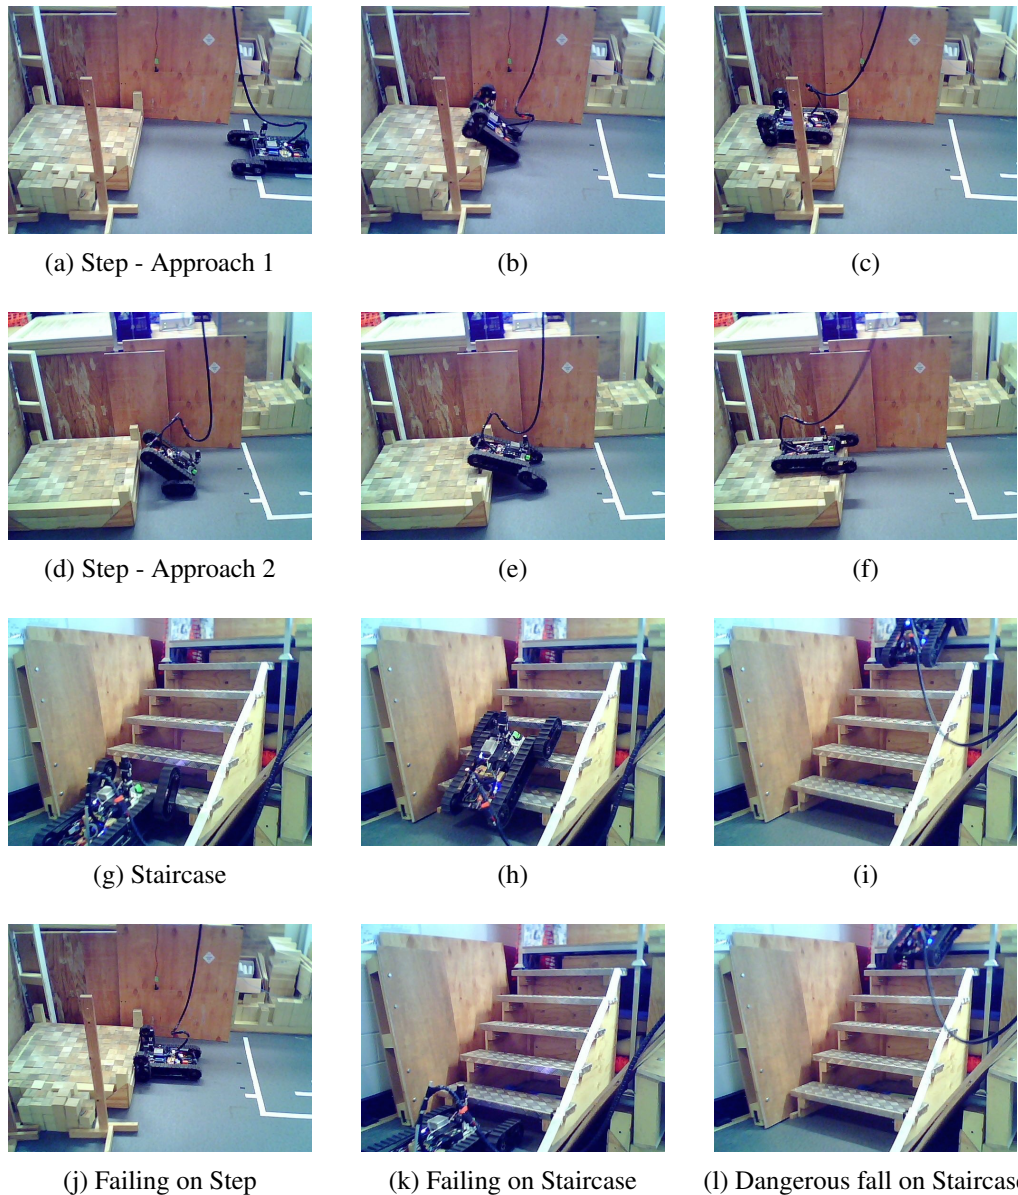 (a) Step - Approach 1
(b)
(c)
(d) Step - Approach 2
(e)
(f)
(g) Staircase
(h)
(i)
(j) Failing on Step
(k) Failing on Staircase
(l) Dangerous fall on Staircase